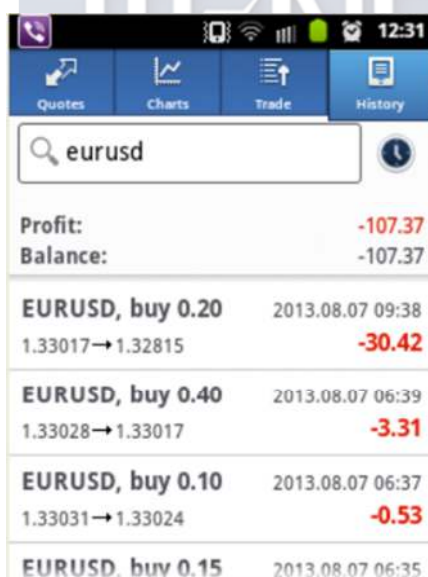 12:31
Quotes
Charts
Trade
History
eurusd
Profit: -107.37
Balance: -107.37
EURUSD, buy 0.20 2013.08.07 09:38
1.33017→1.32815 -30.42
EURUSD, buy 0.40 2013.08.07 06:39
1.33028→1.33017 -3.31
EURUSD, buy 0.10 2013.08.07 06:37
1.33031→1.33024 -0.53
EURUSD, buy 0.15 2013.08.07 06:35